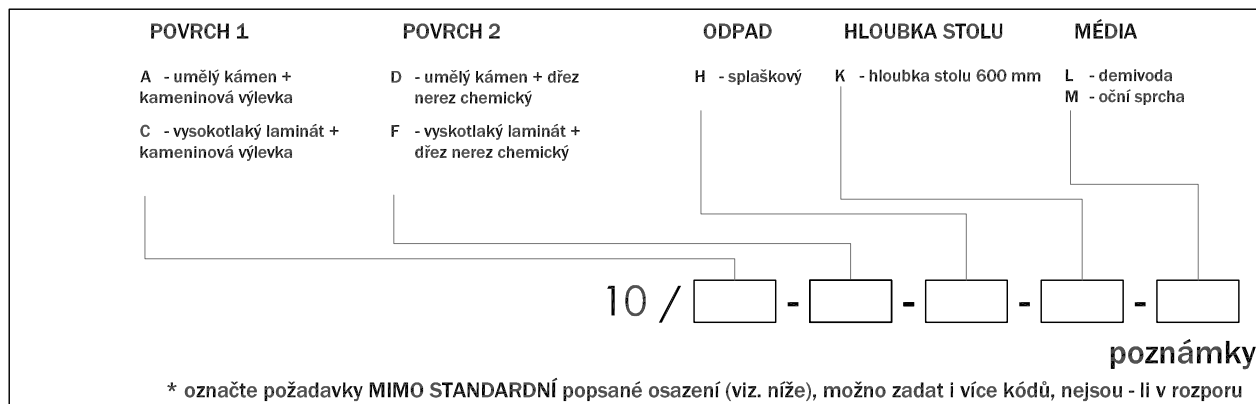 POVRCH 1
A - umělý kámen +
kameninová výlevka
C - vysokotlaký laminát +
kameninová výlevka
POVRCH 2
D - umělý kámen + dřez
nerez chemický
F - vyskotlaký laminát +
dřez nerez chemický
ODPAD
H - splaškový
HLOUBKA STOLU
K - hloubka stolu 600 mm
MÉDIA
L - demivoda
M - oční sprcha
10 / - - - -
poznámky
* označte požadavky MIMO STANDARDNÍ popsané osazení (viz. níže), možno zadat i více kódů, nejsou - li v rozporu